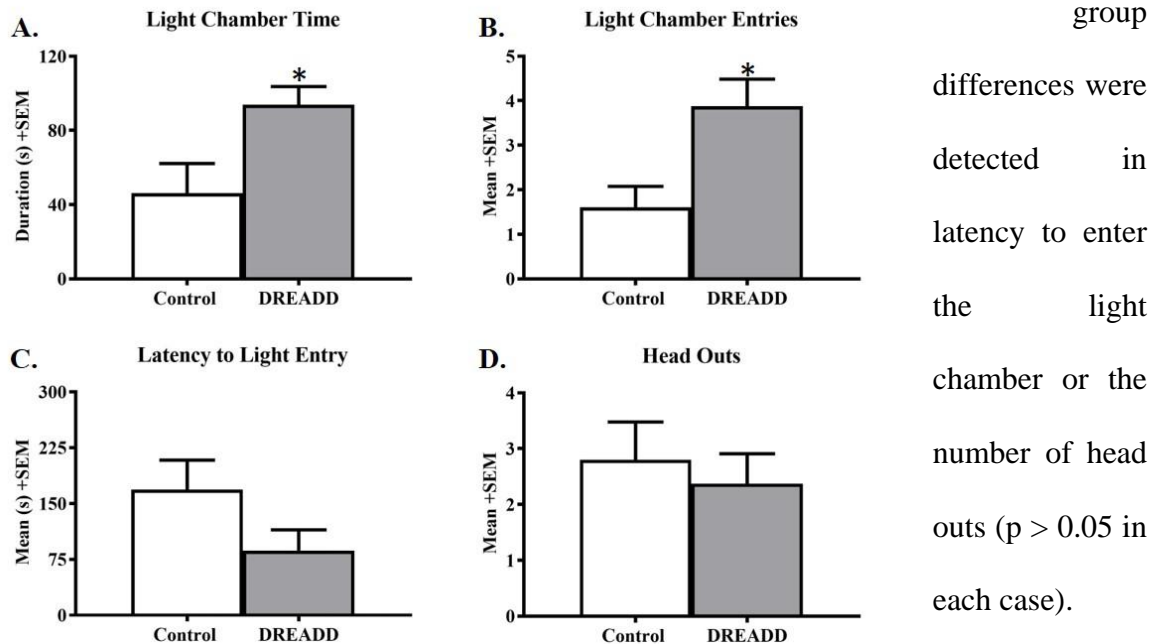 A.
Light Chamber Time
Duration (s) +SEM
120
80
40
0
*
Control
DREADD
B.
Light Chamber Entries
Mean +SEM
5
4
3
2
1
0
*
Control
DREADD
C.
Latency to Light Entry
Mean (s) +SEM
300
225
150
75
0
Control
DREADD
D.
Head Outs
Mean +SEM
4
3
2
1
0
Control
DREADD
group
differences were
detected in
latency to enter
the light
chamber or the
number of head
outs (p > 0.05 in
each case).